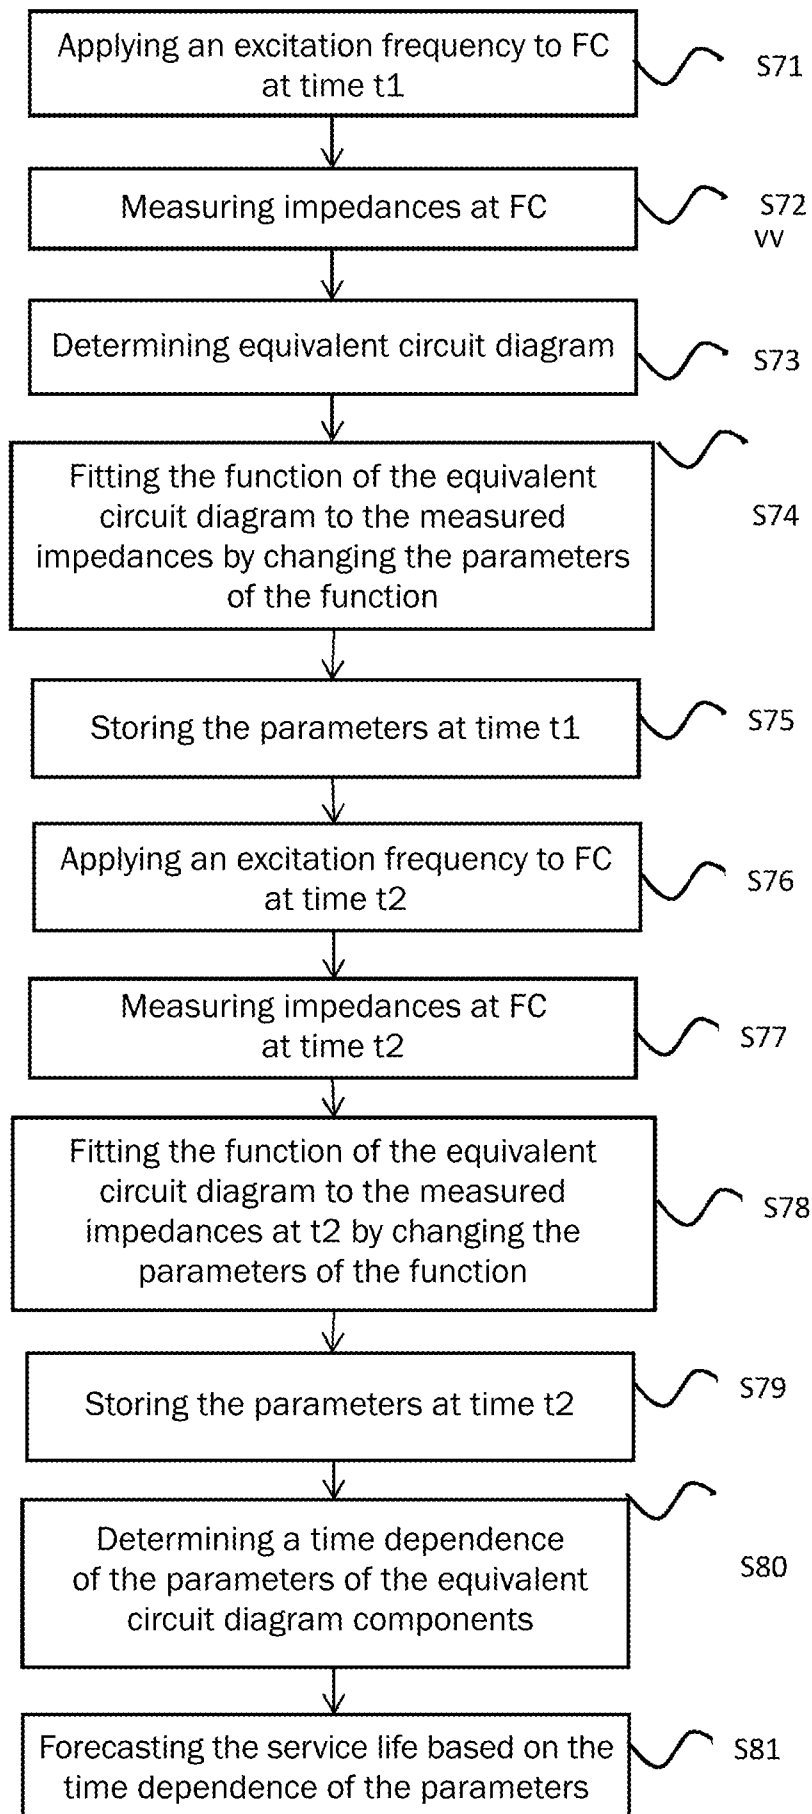 Applying an excitation frequency to FC
at time t1
S71
Measuring impedances at FC
S72
vv
Determining equivalent circuit diagram
S73
Fitting the function of the equivalent
circuit diagram to the measured
impedances by changing the parameters
of the function
S74
Storing the parameters at time t1
S75
Applying an excitation frequency to FC
at time t2
S76
Measuring impedances at FC
at time t2
S77
Fitting the function of the equivalent
circuit diagram to the measured
impedances at t2 by changing the
parameters of the function
S78
Storing the parameters at time t2
S79
Determining a time dependence
of the parameters of the equivalent
circuit diagram components
S80
Forecasting the service life based on the
time dependence of the parameters
S81